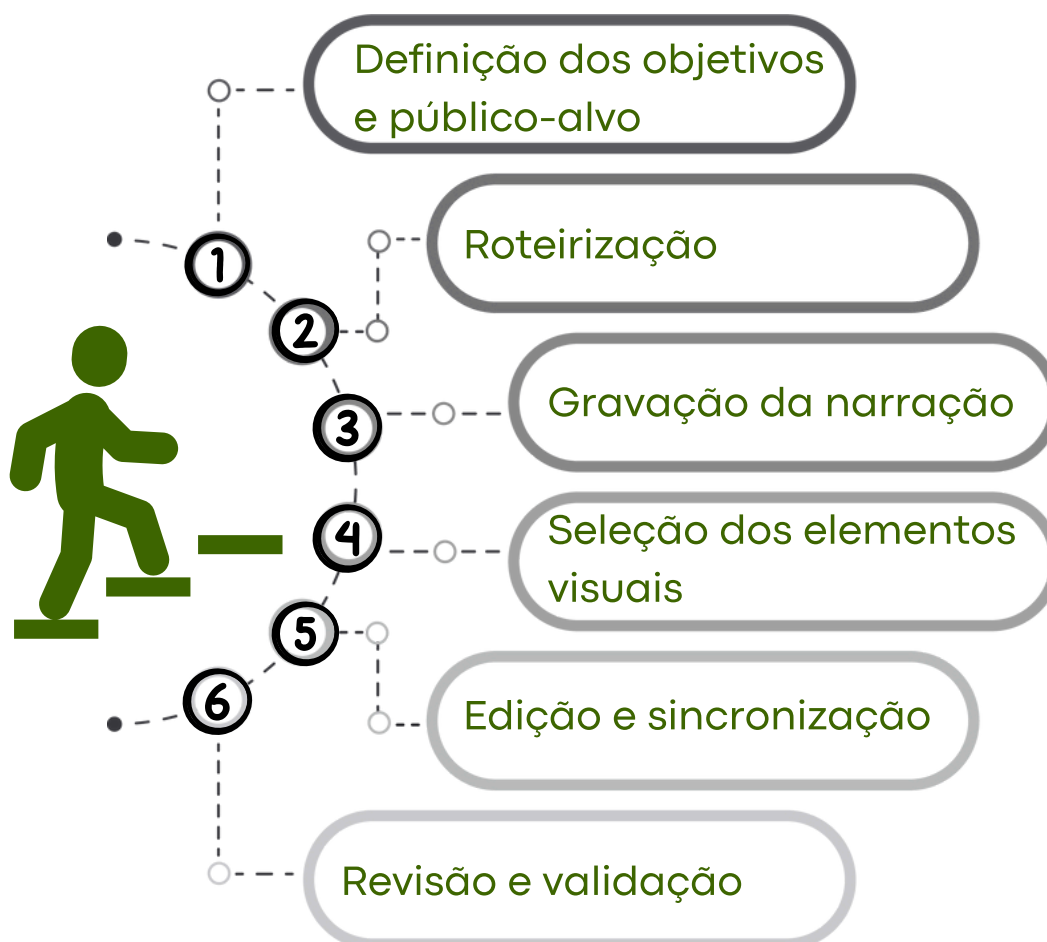 Definição dos objetivos
e público-alvo
1
Roteirização
2
Gravação da narração
3
4
Seleção dos elementos
visuais
5
Edição e sincronização
6
Revisão e validação